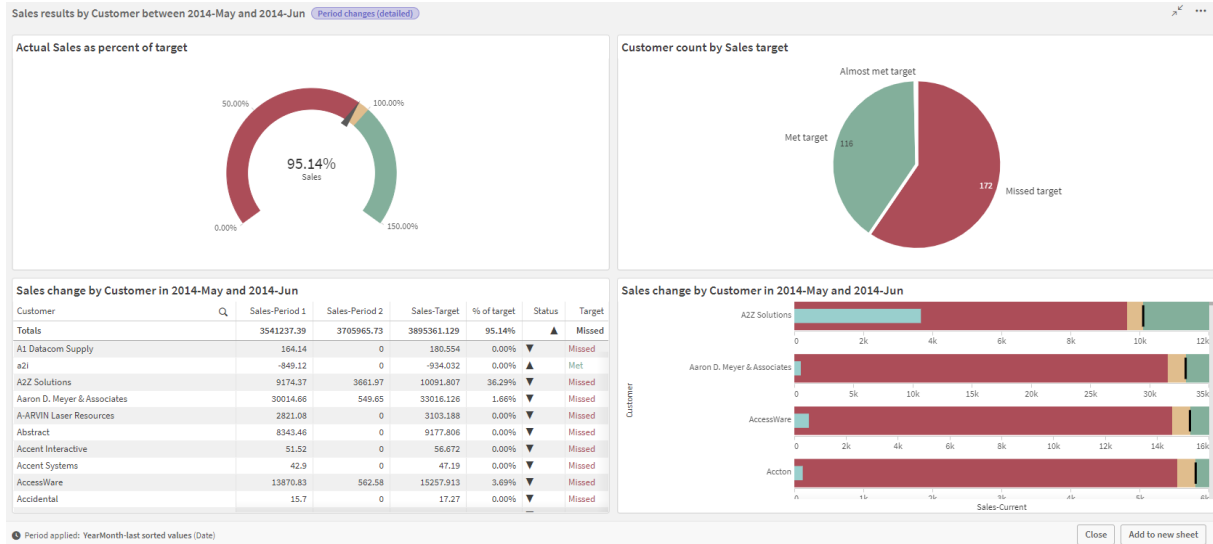 Sales results by Customer between 2014-May and 2014-Jun Period changes (detailed)
Actual Sales as percent of target
50.00%
100.00%
95.14%
Sales
0.00%
150.00%
Customer count by Sales target
Almost met target
Met target
116
172
Missed target
Sales change by Customer in 2014-May and 2014-Jun
Customer Sales-Period 1 Sales-Period 2 Sales-Target % of target Status Target
Totals 3541237.39 3705965.73 3895361.129 95.14% ▲ Missed
A1 Datacom Supply 164.14 0 180.554 0.00% ▼ Missed
a2i -849.12 0 -934.032 0.00% ▲ Met
A2Z Solutions 9174.37 3661.97 10091.807 36.29% ▼ Missed
Aaron D. Meyer & Associates 30014.66 549.65 33016.126 1.66% ▼ Missed
A-ARVIN Laser Resources 2821.08 0 3103.188 0.00% ▼ Missed
Abstract 8343.46 0 9177.806 0.00% ▼ Missed
Accent Interactive 51.52 0 56.672 0.00% ▼ Missed
Accent Systems 42.9 0 47.19 0.00% ▼ Missed
AccessWare 13870.83 562.58 15257.913 3.69% ▼ Missed
Accidental 15.7 0 17.27 0.00% ▼ Missed
Sales change by Customer in 2014-May and 2014-Jun
Customer
A2Z Solutions
0 2k 4k 6k 8k 10k 12k
Aaron D. Meyer & Associates
0 5k 10k 15k 20k 25k 30k 35k
AccessWare
0 2k 4k 6k 8k 10k 12k 14k 16k
Accton
0 1k 2k 3k 4k 5k 6k
Sales-Current
Period applied: YearMonth-last sorted values (Date)
Close Add to new sheet